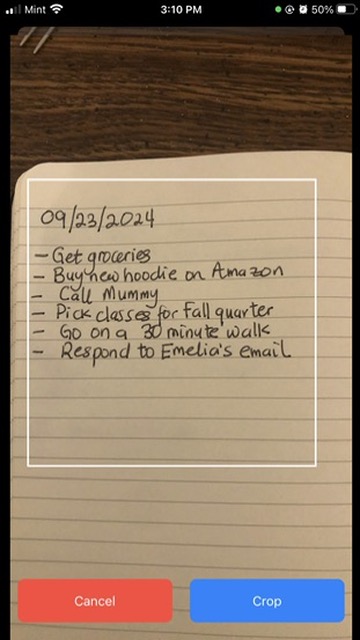 Mint
3:10 PM
50%
09/23/2024
- Get groceries
- Buy new hoodie on Amazon
- Call Mummy
- Pick classes for Fall quarter
- Go on a 30 minute walk
- Respond to Emelia's email
Cancel
Crop